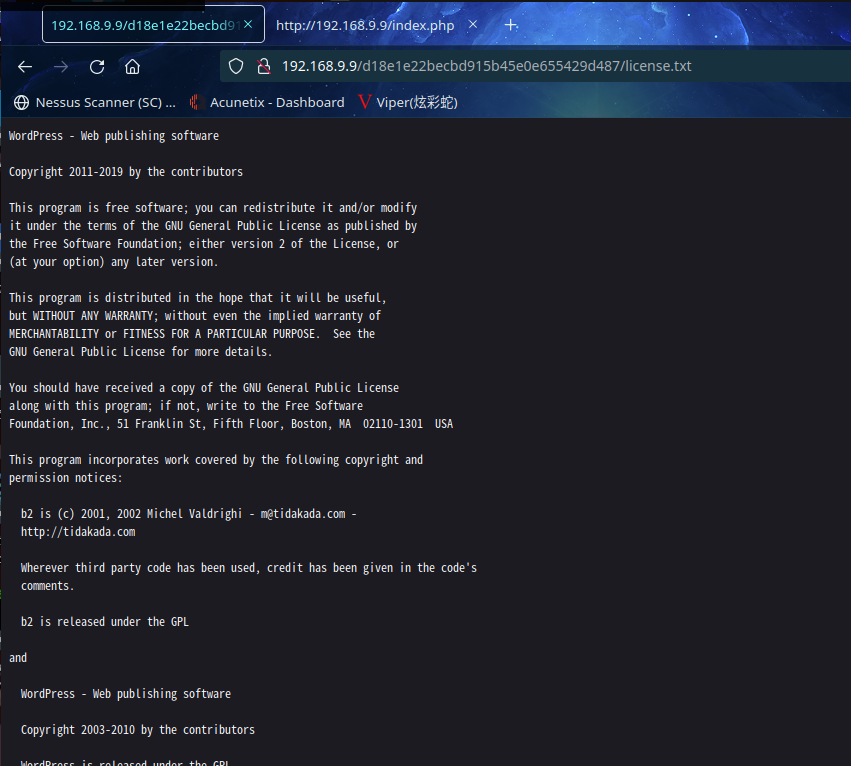 192.168.9.9/d18e1e22becbd91
http://192.168.9.9/index.php
192.168.9.9/d18e1e22becbd915b45e0e655429d487/license.txt
Nessus Scanner (SC) ... Acunetix - Dashboard Viper(炫彩蛇)
WordPress - Web publishing software
Copyright 2011-2019 by the contributors
This program is free software; you can redistribute it and/or modify
it under the terms of the GNU General Public License as published by
the Free Software Foundation; either version 2 of the License, or
(at your option) any later version.
This program is distributed in the hope that it will be useful,
but WITHOUT ANY WARRANTY; without even the implied warranty of
MERCHANTABILITY or FITNESS FOR A PARTICULAR PURPOSE.  See the
GNU General Public License for more details.
You should have received a copy of the GNU General Public License
along with this program; if not, write to the Free Software
Foundation, Inc., 51 Franklin St, Fifth Floor, Boston, MA  02110-1301  USA
This program incorporates work covered by the following copyright and
permission notices:
b2 is (c) 2001, 2002 Michel Valdrighi - m@tidakada.com -
http://tidakada.com
Wherever third party code has been used, credit has been given in the code's
comments.
b2 is released under the GPL
and
WordPress - Web publishing software
Copyright 2003-2010 by the contributors
WordPress is released under the GPL